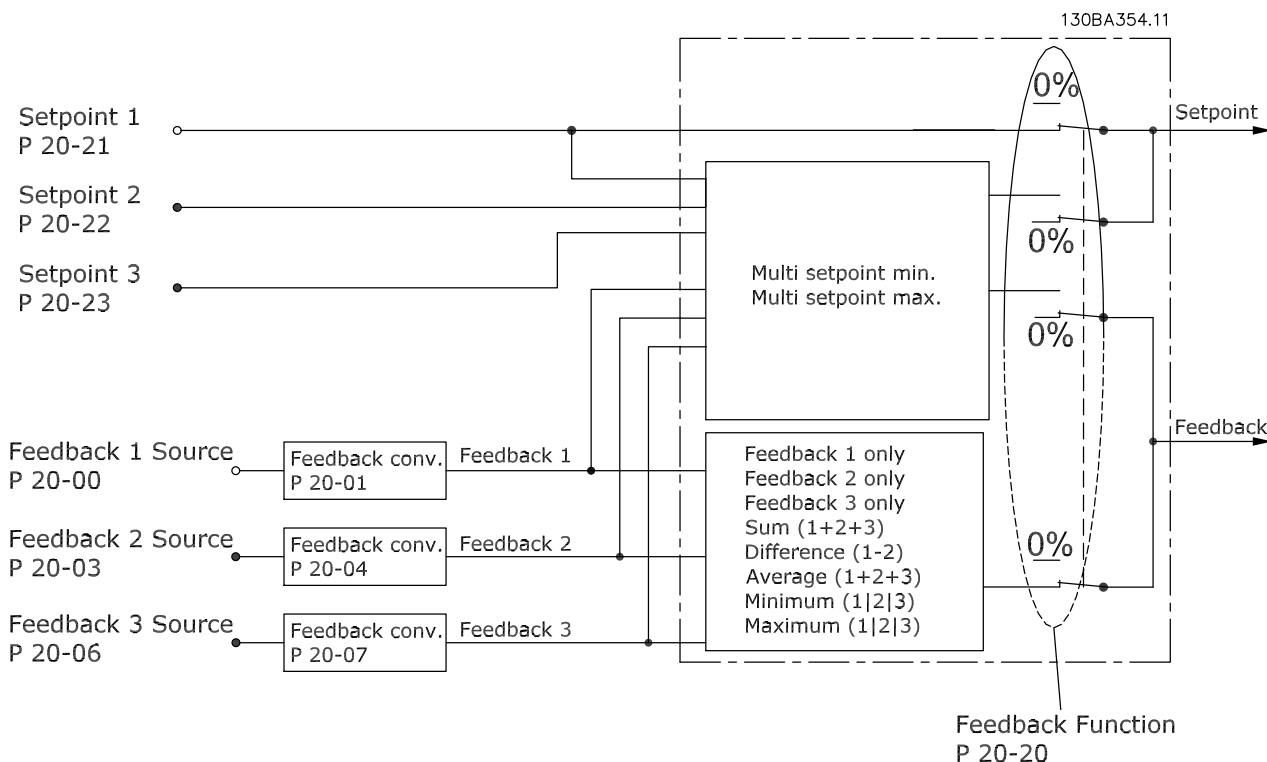 130BA354.11
0%
Setpoint 1
P 20-21
Setpoint
Setpoint 2
P 20-22
0%
Setpoint 3
P 20-23
Multi setpoint min.
Multi setpoint max.
0%
Feedback
Feedback 1 Source
P 20-00
Feedback conv.
P 20-01
Feedback 1
Feedback 1 only
Feedback 2 only
Feedback 3 only
Sum (1+2+3)
Difference (1-2)
Average (1+2+3)
Minimum (1|2|3)
Maximum (1|2|3)
0%
Feedback 2 Source
P 20-03
Feedback conv.
P 20-04
Feedback 2
Feedback 3 Source
P 20-06
Feedback conv.
P 20-07
Feedback 3
Feedback Function
P 20-20